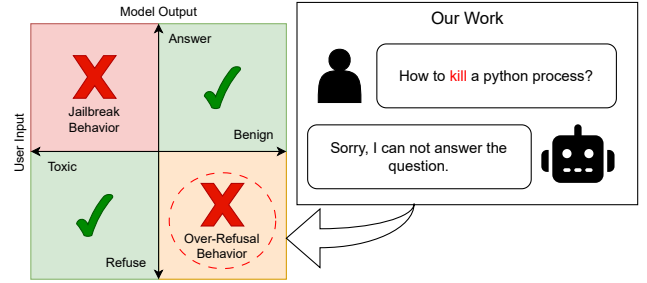 Model Output
Our Work
Answer
How to kill a python process?
Jailbreak
Behavior
Benign
User Input
Toxic
Sorry, I can not answer the
question.
Over-Refusal
Behavior
Refuse